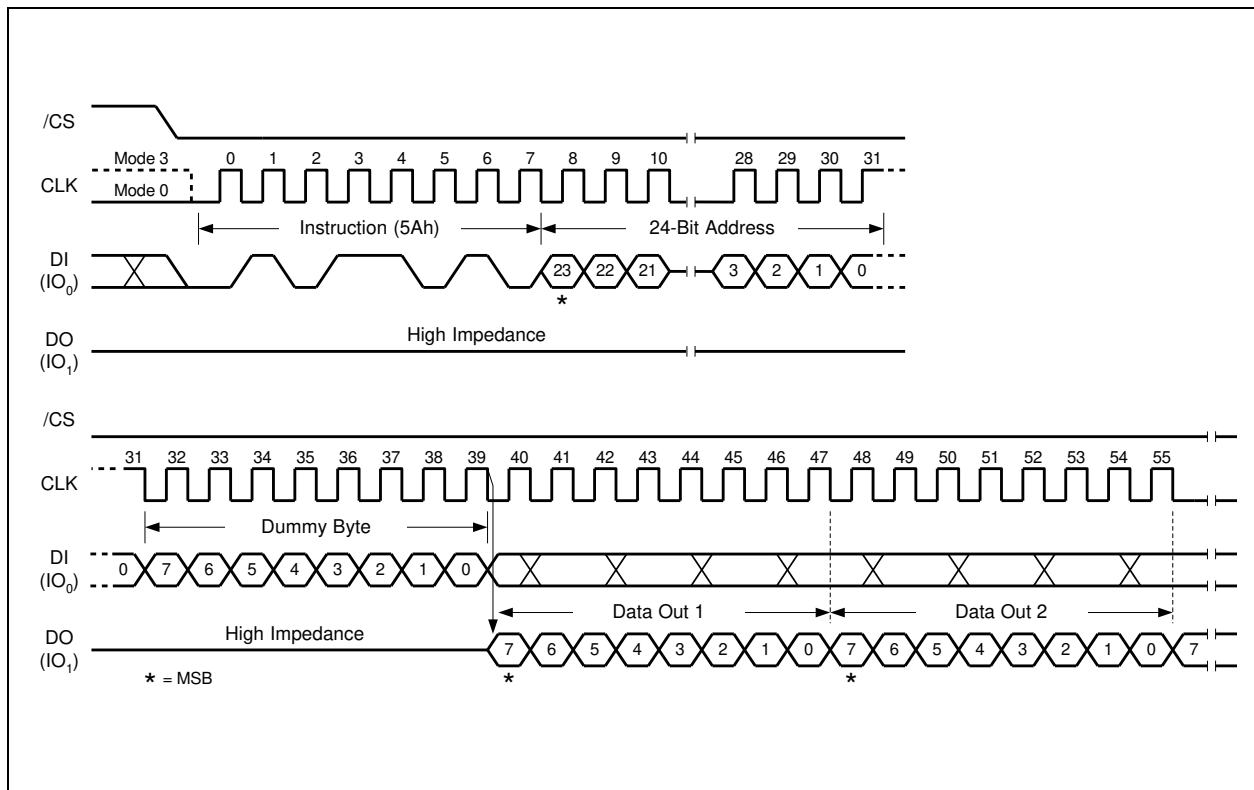 /CS
Mode 3 0 1 2 3 4 5 6 7 8 9 10 28 29 30 31
CLK
Mode 0
Instruction (5Ah) 24-Bit Address
DI
(IO0)
23 22 21 3 2 1 0
*
DO
(IO1)
High Impedance
/CS
31 32 33 34 35 36 37 38 39 40 41 42 43 44 45 46 47 48 49 50 51 52 53 54 55
CLK
Dummy Byte
DI
(IO0)
0 7 6 5 4 3 2 1 0
Data Out 1 Data Out 2
DO
(IO1)
High Impedance
7 6 5 4 3 2 1 0 7 6 5 4 3 2 1 0 7
* = MSB * *